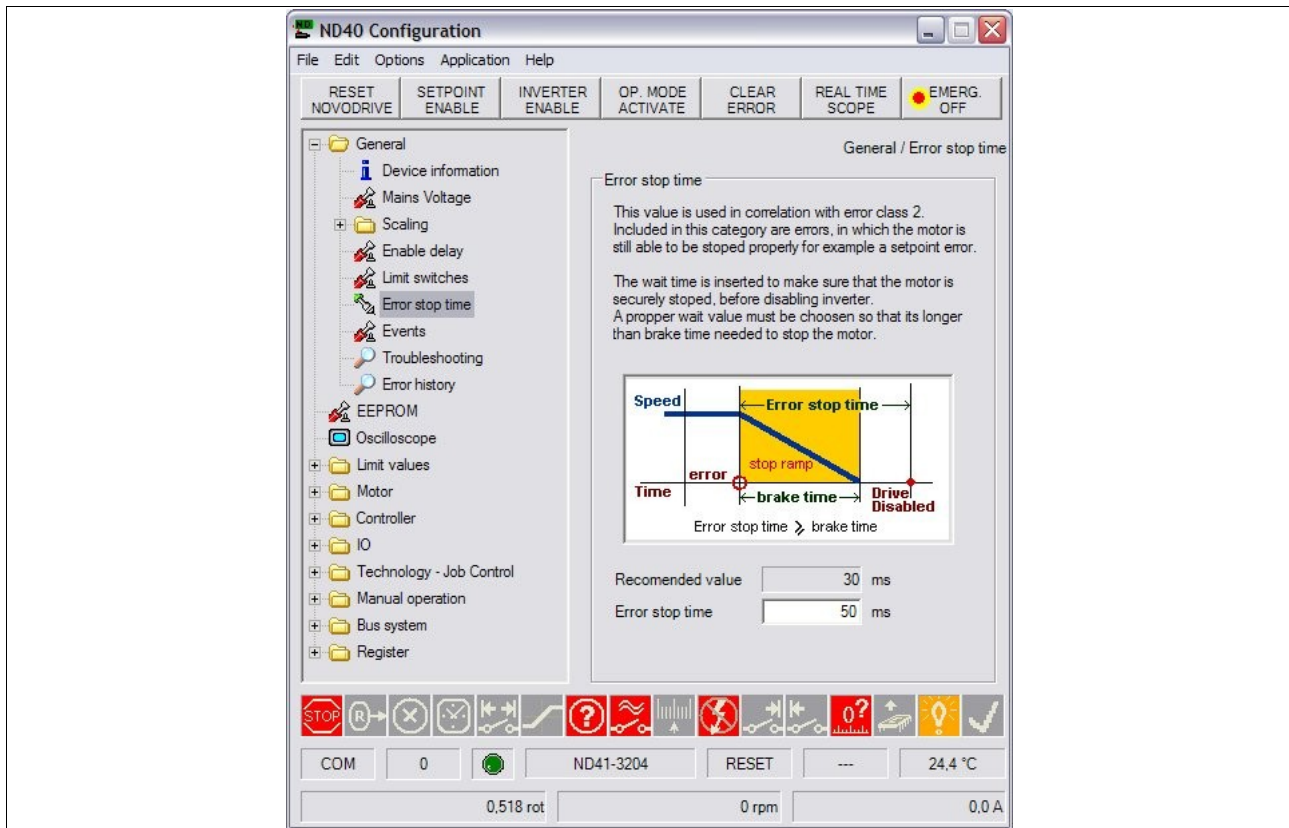 ND
ND40 Configuration
File Edit Options Application Help
RESET NOVODRIVE
SETPOINT ENABLE
INVERTER ENABLE
OP. MODE ACTIVATE
CLEAR ERROR
REAL TIME SCOPE
EMERG. OFF
General
Device information
Mains Voltage
Scaling
Enable delay
Limit switches
Error stop time
Events
Troubleshooting
Error history
EEPROM
Oscilloscope
Limit values
Motor
Controller
IO
Technology - Job Control
Manual operation
Bus system
Register
General / Error stop time
Error stop time
This value is used in correlation with error class 2.
Included in this category are errors, in which the motor is
still able to be stoped properly for example a setpoint error.
The wait time is inserted to make sure that the motor is
securely stoped, before disabling inverter.
A propper wait value must be choosen so that its longer
than brake time needed to stop the motor.
Speed
Error stop time
stop ramp
error
Time
brake time
Drive
Disabled
Error stop time ⩾ brake time
Recomended value 30 ms
Error stop time 50 ms
STOP
R
?
0?
COM 0 ND41-3204 RESET --- 24,4 °C
0,518 rot 0 rpm 0,0 A